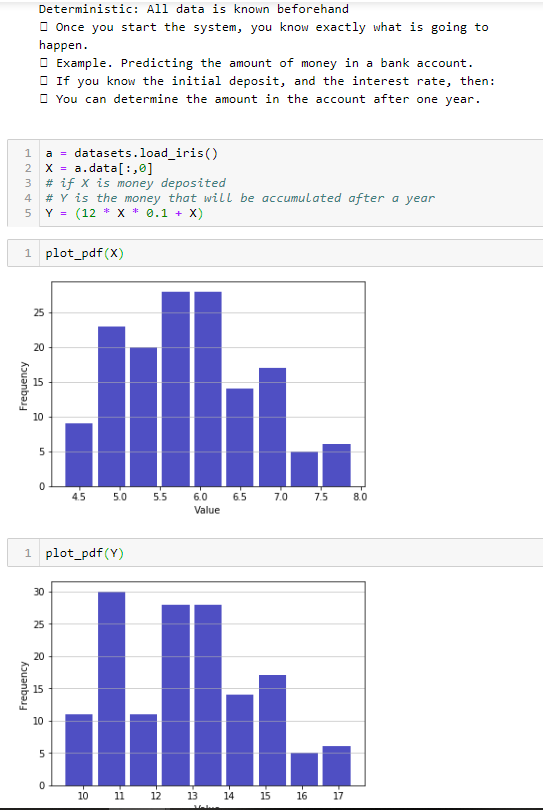 Deterministic: All data is known beforehand
▯ Once you start the system, you know exactly what is going to
happen.
▯ Example. Predicting the amount of money in a bank account.
▯ If you know the initial deposit, and the interest rate, then:
▯ You can determine the amount in the account after one year.
1 a = datasets.load_iris()
2 X = a.data[:,0]
3 # if X is money deposited
4 # Y is the money that will be accumulated after a year
5 Y = (12 * X * 0.1 + X)
1 plot_pdf(X)
25
20
15
10
5
0
Frequency
4.5 5.0 5.5 6.0 6.5 7.0 7.5 8.0
Value
1 plot_pdf(Y)
30
25
20
15
10
5
0
Frequency
10 11 12 13 14 15 16 17